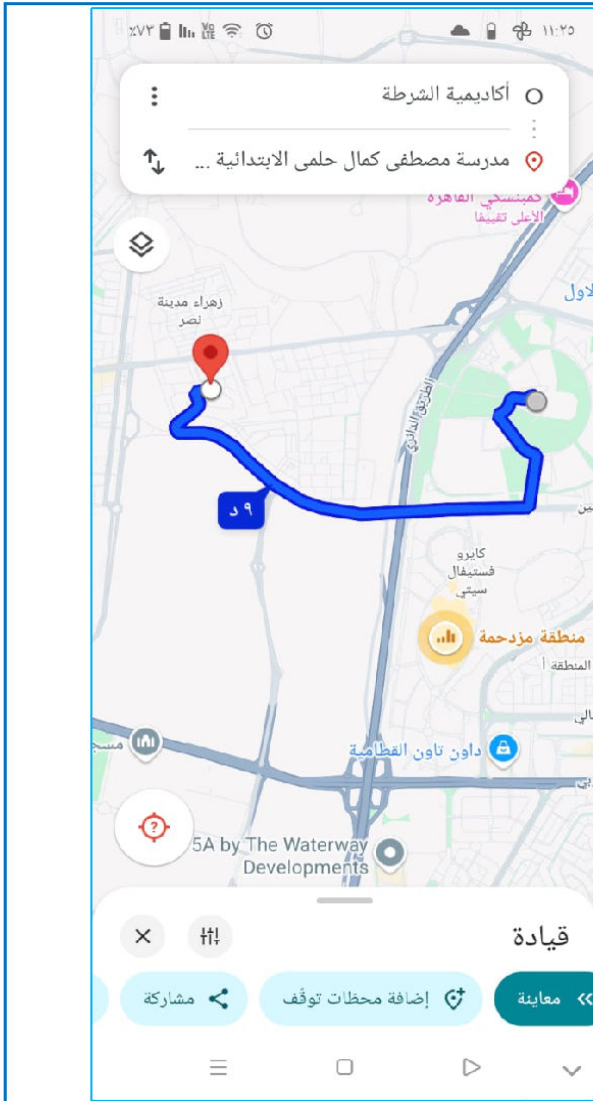 ١١:٢٥
٪٧٣
أكاديمية الشرطة
مدرسة مصطفى كمال حلمى الابتدائية ...
كمبنسكي القاهرة
الأعلى تقييمًا
زهراء مدينة
نصر
الطريق الدائري
٩ د
كايرو
فستيفال
سيتي
منطقة مزدحمة
المنطقة أ
داون تاون القطامية
5A by The Waterway
Developments
قيادة
معاينة
إضافة محطات توقّف
مشاركة